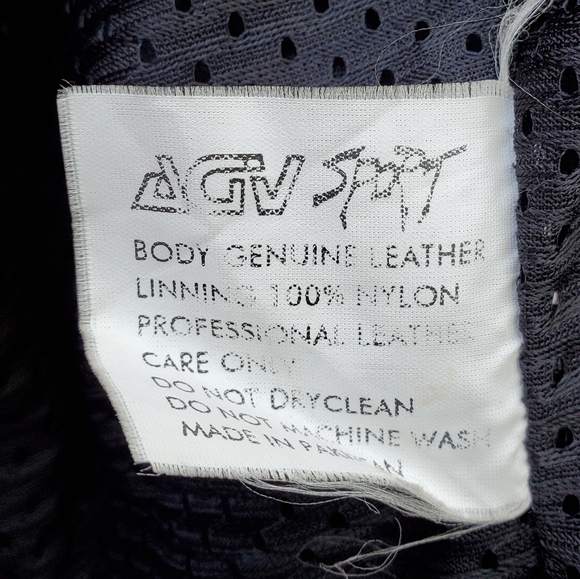 AGV SPORT
BODY GENUINE LEATHER
LINNING 100% NYLON
PROFESSIONAL LEATHER
CARE ONLY
DO NOT DRYCLEAN
DO NOT MACHINE WASH
MADE IN PAKISTAN